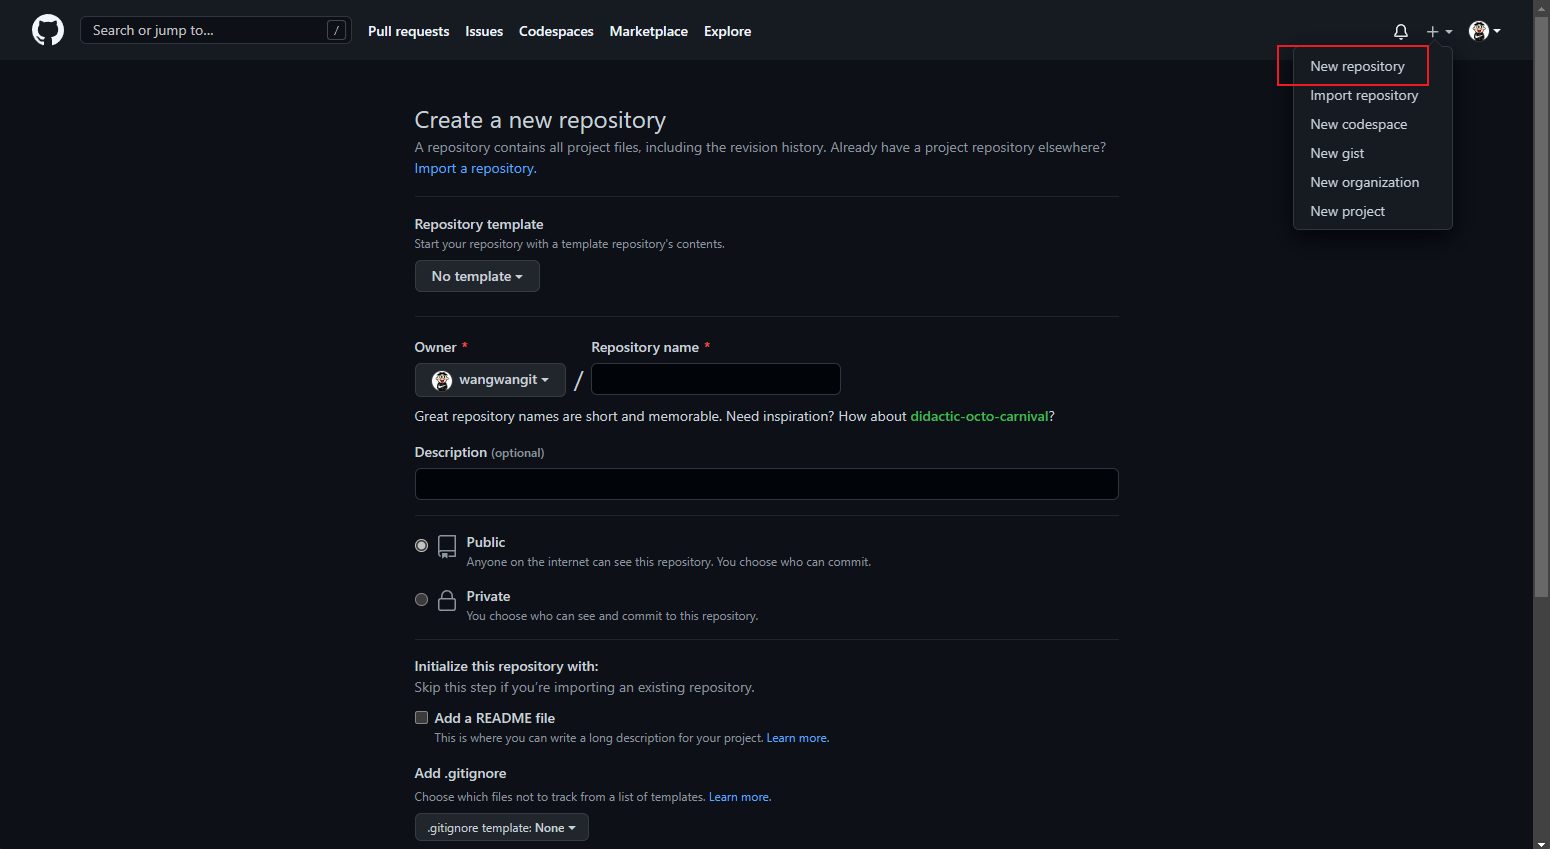 Search or jump to... /
Pull requests
Issues
Codespaces
Marketplace
Explore
New repository
Import repository
New codespace
New gist
New organization
New project
Create a new repository
A repository contains all project files, including the revision history. Already have a project repository elsewhere?
Import a repository.
Repository template
Start your repository with a template repository's contents.
No template
Owner *
Repository name *
wangwangit
/
Great repository names are short and memorable. Need inspiration? How about didactic-octo-carnival?
Description (optional)
Public
Anyone on the internet can see this repository. You choose who can commit.
Private
You choose who can see and commit to this repository.
Initialize this repository with:
Skip this step if you're importing an existing repository.
Add a README file
This is where you can write a long description for your project. Learn more.
Add .gitignore
Choose which files not to track from a list of templates. Learn more.
.gitignore template: None